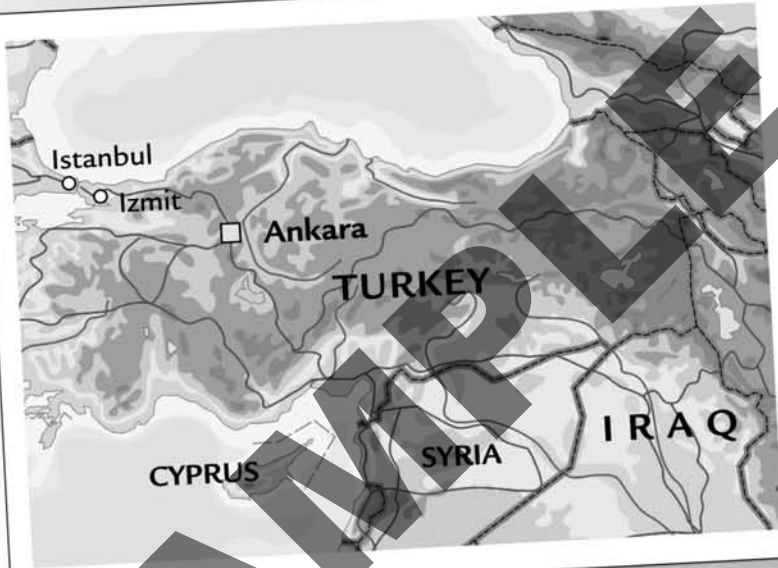 Istanbul
Izmit
Ankara
TURKEY
CYPRUS
SYRIA
IRAQ
SAMPLE